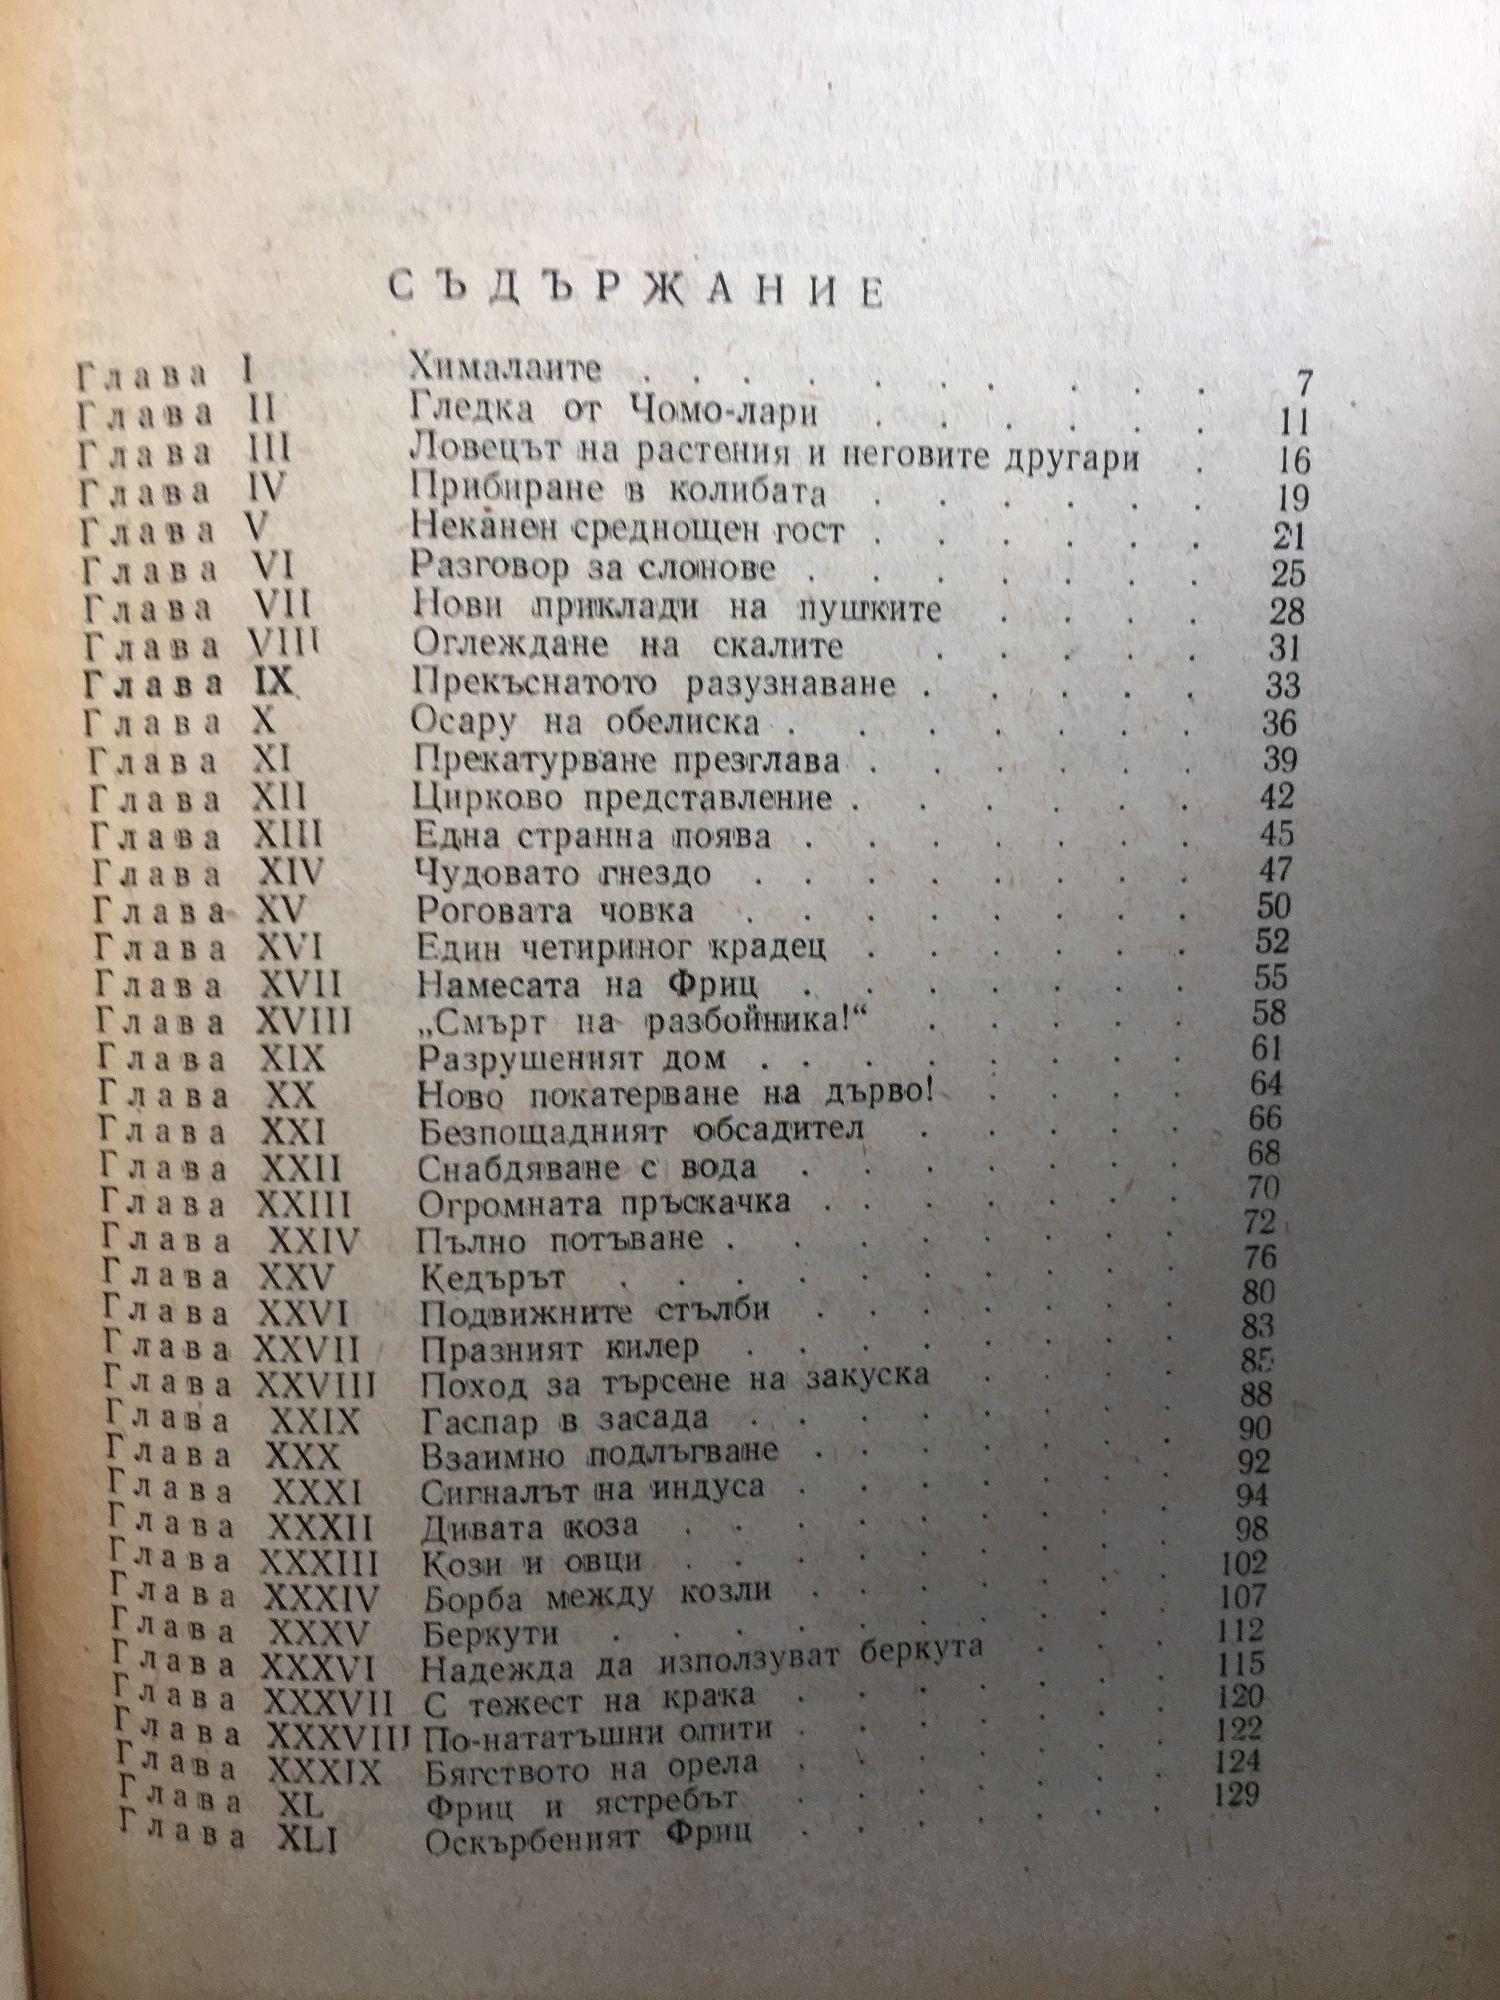 СЪДЪРЖАНИЕ
Глава I Хималаите . . . . . . . . . 7
Глава II Гледка от Чомо-лари . . . . . . 11
Глава III Ловецът на растения и неговите другари . 16
Глава IV Прибиране в колибата . . . . . . 19
Глава V Неканен среднощен гост . . . . . . 21
Глава VI Разговор за слонове . . . . . . . 25
Глава VII Нови приклади на пушките . . . . 28
Глава VIII Оглеждане на скалите . . . . . 31
Глава IX Прекъснатото разузнаване . . . . . 33
Глава X Осару на обелиска . . . . . . . 36
Глава XI Прекатурване презглава . . . . . . 39
Глава XII Цирково представление . . . . . . 42
Глава XIII Една странна поява . . . . . . . 45
Глава XIV Чудовато гнездо . . . . . . . 47
Глава XV Роговата човка . . . . . . . . 50
Глава XVI Един четириног крадец . . . . . . 52
Глава XVII Намесата на Фриц . . . . . . . 55
Глава XVIII „Смърт на разбойника!“ . . . . . 58
Глава XIX Разрушеният дом . . . . . . . . 61
Глава XX Ново покатерване на дърво! . . . . 64
Глава XXI Безпощадният обсадител . . . . . 66
Глава XXII Снабдяване с вода . . . . . . . 68
Глава XXIII Огромната пръскачка . . . . . . . 70
Глава XXIV Пълно потъване . . . . . . . . 72
Глава XXV Кедърът . . . . . . . . . 76
Глава XXVI Подвижните стълби . . . . . . . 80
Глава XXVII Празният килер . . . . . . . . 83
Глава XXVIII Поход за търсене на закуска . . . . 85
Глава XXIX Гаспар в засада . . . . . . . . 88
Глава XXX Взаимно подлъгване . . . . . . . 90
Глава XXXI Сигналът на индуса . . . . . . . 92
Глава XXXII Дивата коза . . . . . . . . . 94
Глава XXXIII Кози и овци . . . . . . . . . 98
Глава XXXIV Борба между козли . . . . . . . 102
Глава XXXV Беркути . . . . . . . . . . 107
Глава XXXVI Надежда да използуват беркута . . . 112
Глава XXXVII С тежест на крака . . . . . . . 115
Глава XXXVIII По-нататъшни опити . . . . . . . 120
Глава XXXIX Бягството на орела . . . . . . . 122
Глава XL Фриц и ястребът . . . . . . . 124
Глава XLI Оскърбеният Фриц . . . . . . . 129